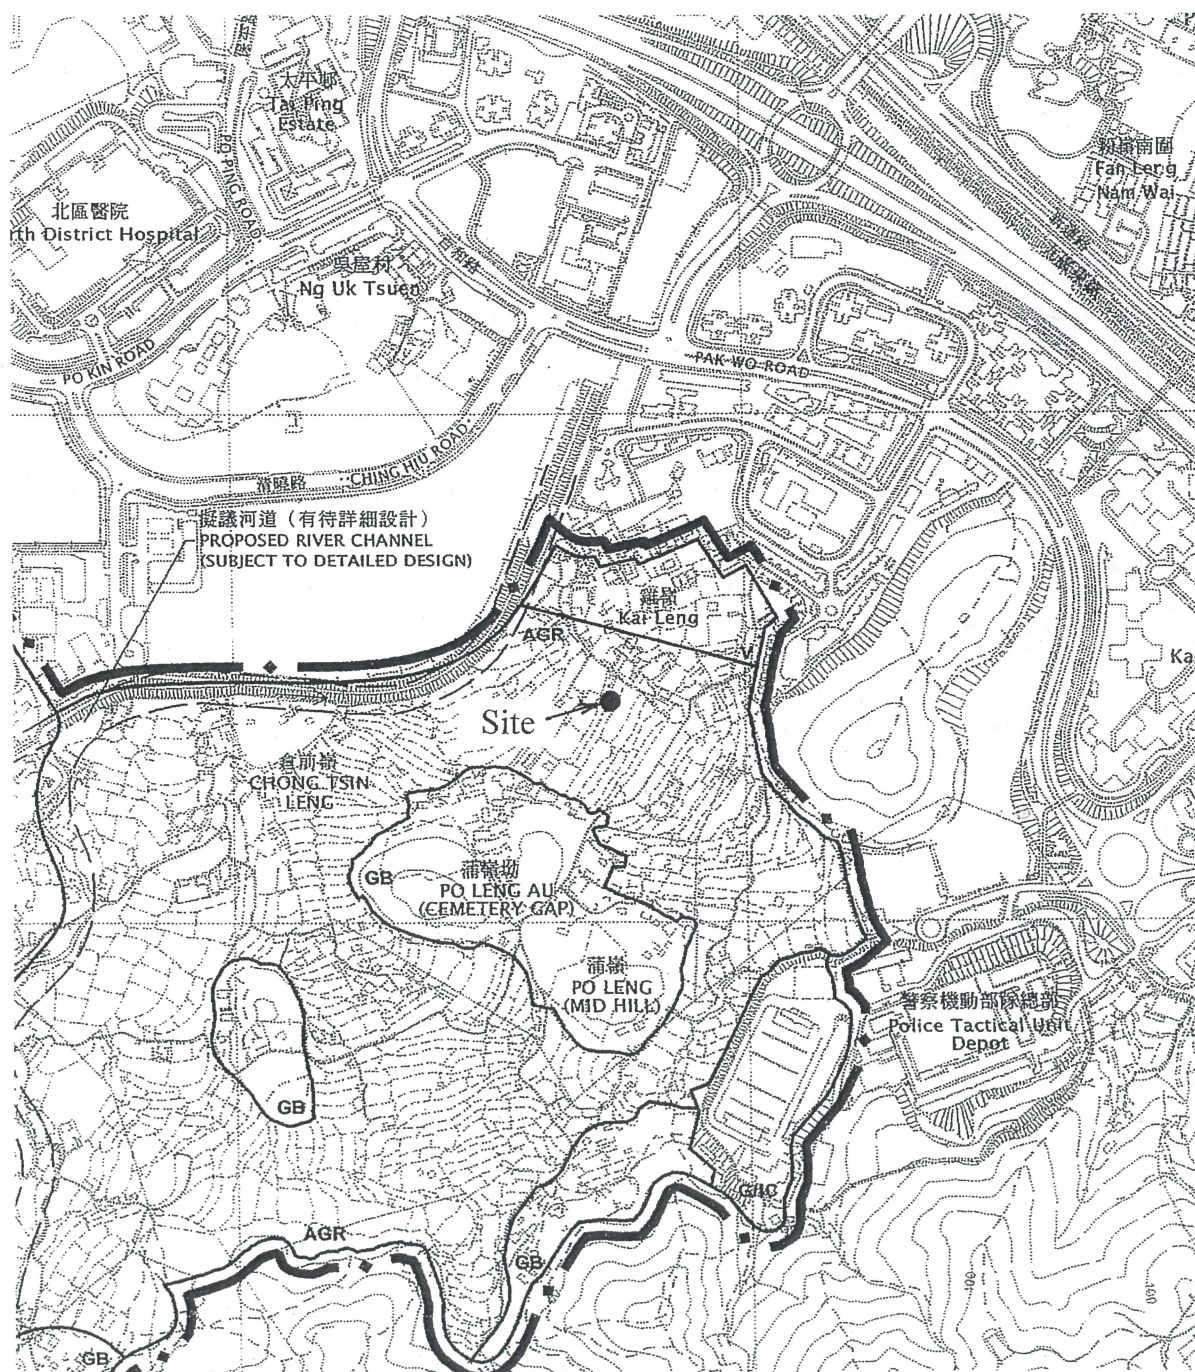 太平邨
Tai Ping
Estate
PO PING ROAD
粉嶺南圍
Fan Leng
Nam Wai
北區醫院
rth District Hospital
百和路
吳屋村
Ng Uk Tsuen
PO KIN ROAD
PAK WO ROAD
清曉路
CHING HIU ROAD
擬議河道（有待詳細設計）
PROPOSED RIVER CHANNEL
(SUBJECT TO DETAILED DESIGN)
雞嶺
Kai Leng
AGR
V
Ka
Site
倉前嶺
CHONG TSIN
LENG
GB
蒲嶺坳
PO LENG AU
(CEMETERY GAP)
蒲嶺
PO LENG
(MID HILL)
警察機動部隊總部
Police Tactical Unit
Depot
GB
G/IC
AGR
GB
100
GB